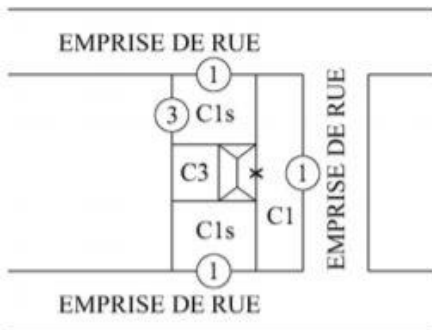 EMPRISE DE RUE
1
C1s
3
C3
x
1
EMPRISE DE RUE
C1
C1s
1
EMPRISE DE RUE